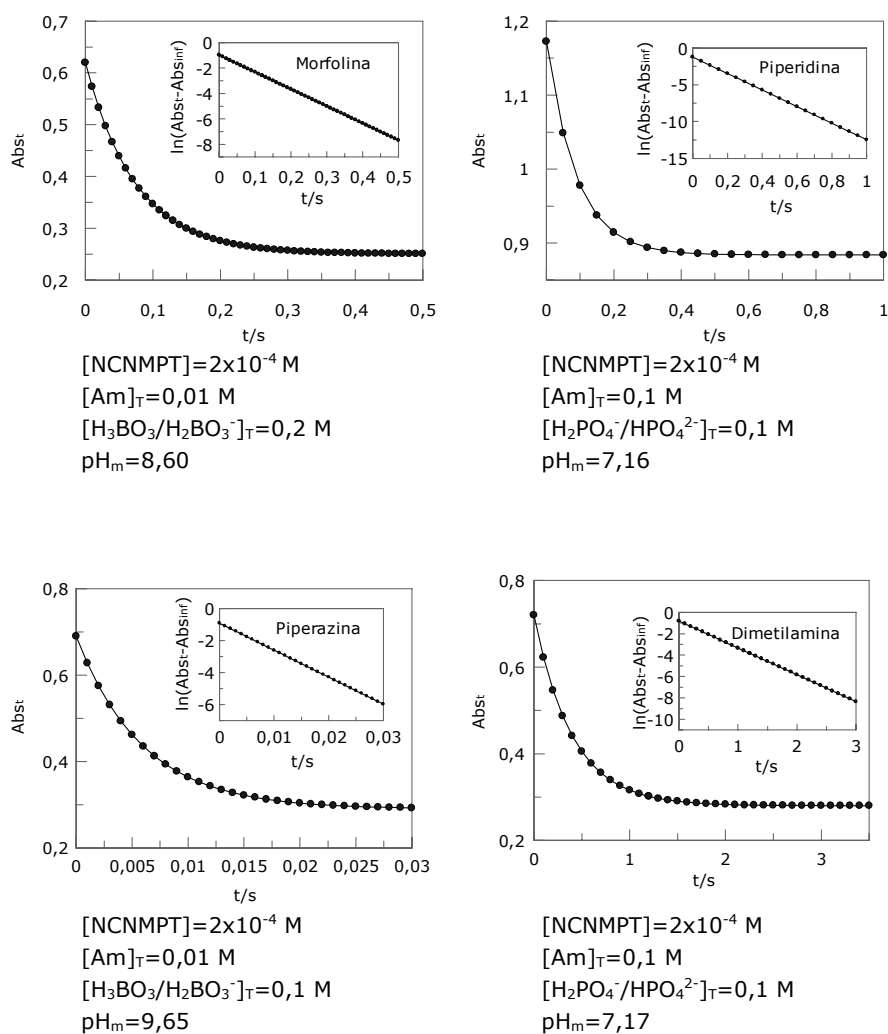 0,7
0,6
0,5
0,4
0,3
0,2
Abst
0
0,1
0,2
0,3
0,4
0,5
t/s
0
-2
-4
-6
-8
ln(Abst-Absinf)
Morfolina
0
0,1
0,2
0,3
0,4
0,5
t/s
[NCNMPT]=2x10⁻⁴ M
[Am]T=0,01 M
[H₃BO₃/H₂BO₃⁻]T=0,2 M
pHm=8,60
1,2
1,1
1
0,9
Abst
0
0,2
0,4
0,6
0,8
1
t/s
0
-5
-10
-15
ln(Abst-Absinf)
Piperidina
0
0,2
0,4
0,6
0,8
1
t/s
[NCNMPT]=2x10⁻⁴ M
[Am]T=0,1 M
[H₂PO₄⁻/HPO₄²⁻]T=0,1 M
pHm=7,16
0,8
0,6
0,4
0,2
Abst
0
0,005
0,01
0,015
0,02
0,025
0,03
t/s
0
-2
-4
-6
ln(Abst-Absinf)
Piperazina
0
0,01
0,02
0,03
t/s
[NCNMPT]=2x10⁻⁴ M
[Am]T=0,01 M
[H₃BO₃/H₂BO₃⁻]T=0,1 M
pHm=9,65
0,8
0,6
0,4
0,2
Abst
0
1
2
3
t/s
0
-2
-4
-6
-8
-10
ln(Abst-Absinf)
Dimetilamina
0
1
2
3
t/s
[NCNMPT]=2x10⁻⁴ M
[Am]T=0,1 M
[H₂PO₄⁻/HPO₄²⁻]T=0,1 M
pHm=7,17